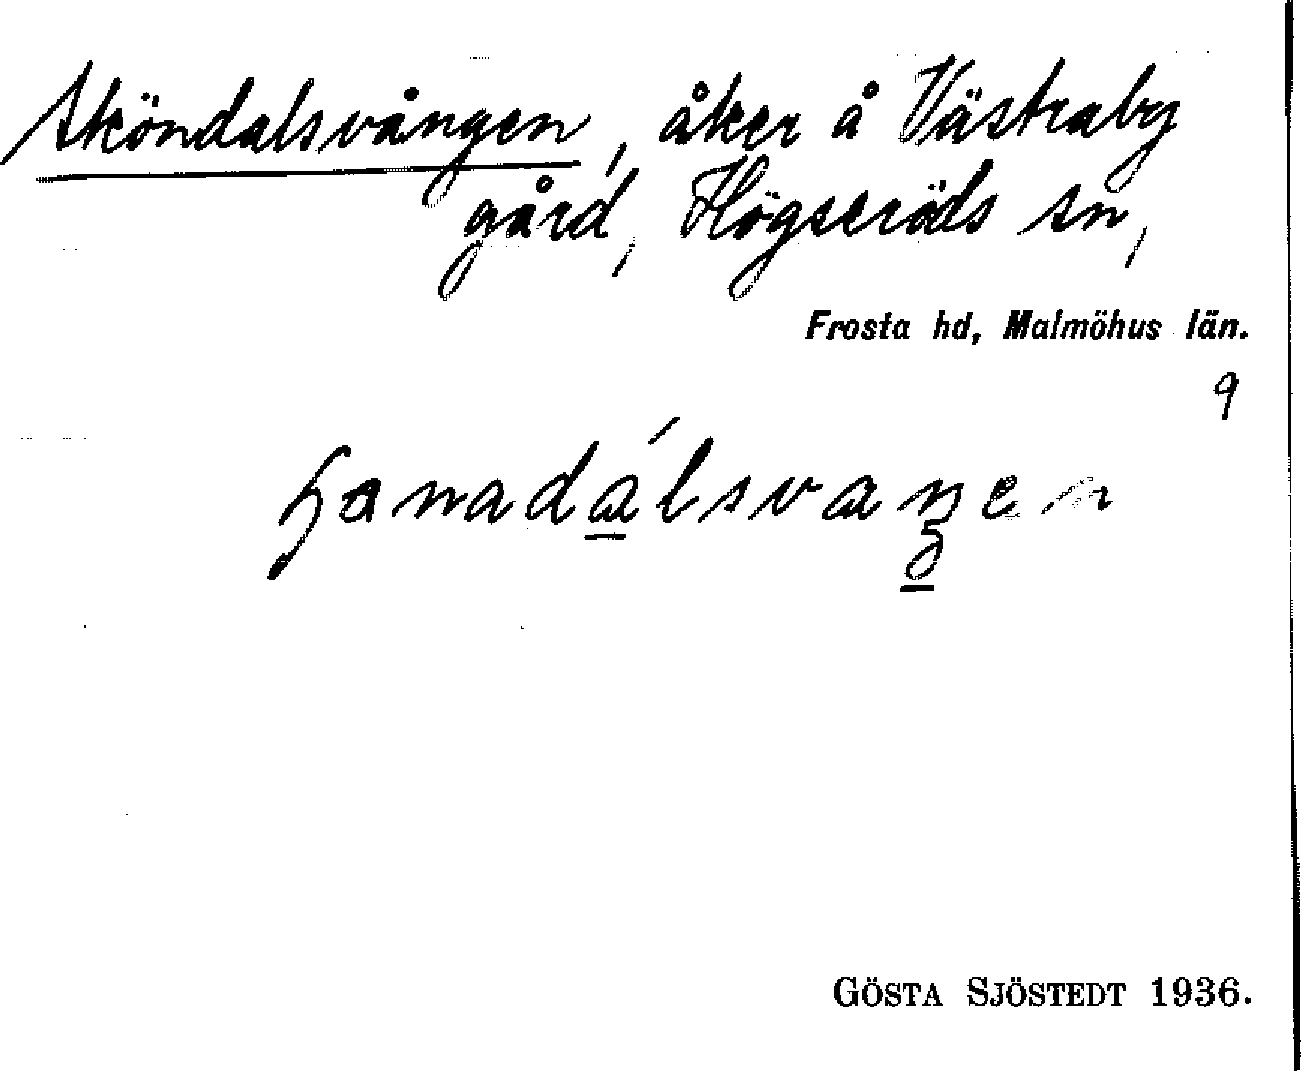 Sköndalsvången, åker å Västraby
gård, Högseröds sn,
Frosta hd, Malmöhus län.
9
GÖSTA SJÖSTEDT 1936.